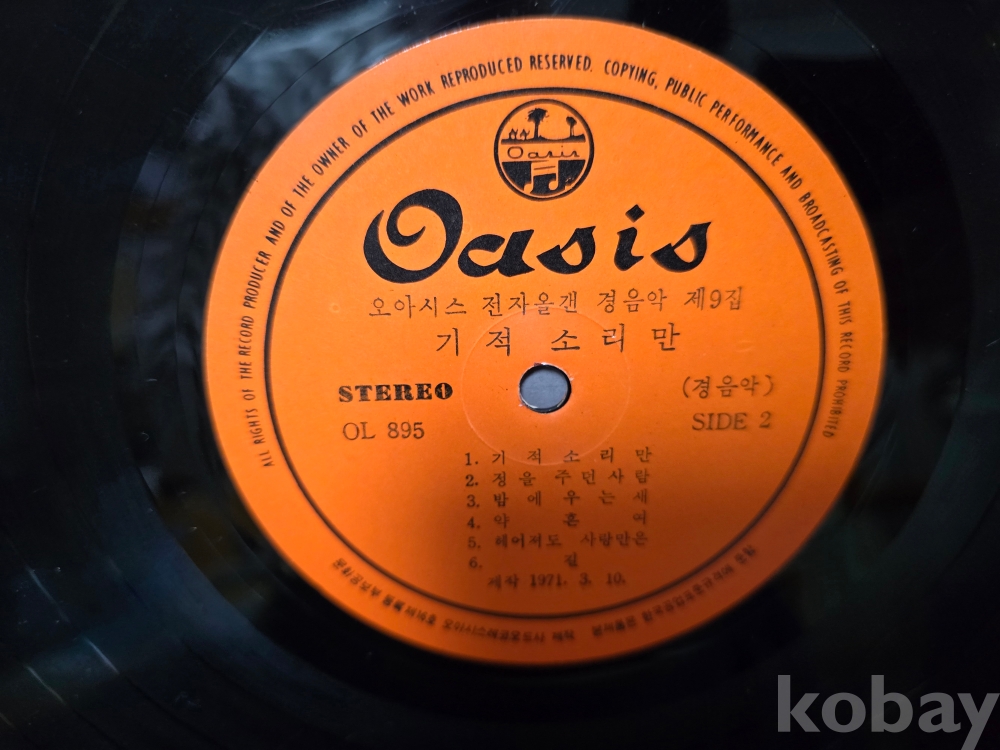 ALL RIGHTS OF THE RECORD PRODUCER AND OF THE OWNER OF THE WORK REPRODUCED RESERVED. COPYING, PUBLIC PERFORMANCE AND BROADCASTING OF THIS RECORD PROHIBITED
Oasis
Oasis
오아시스 전자올갠 경음악 제9집
기적 소리만
STEREO
(경음악)
OL 895
SIDE 2
1. 기적소리만
2. 정을 주던사람
3. 밤에우는새
4. 약혼여
5. 헤어져도 사랑만은
6. 길
제작 1971. 3. 10.
kobay